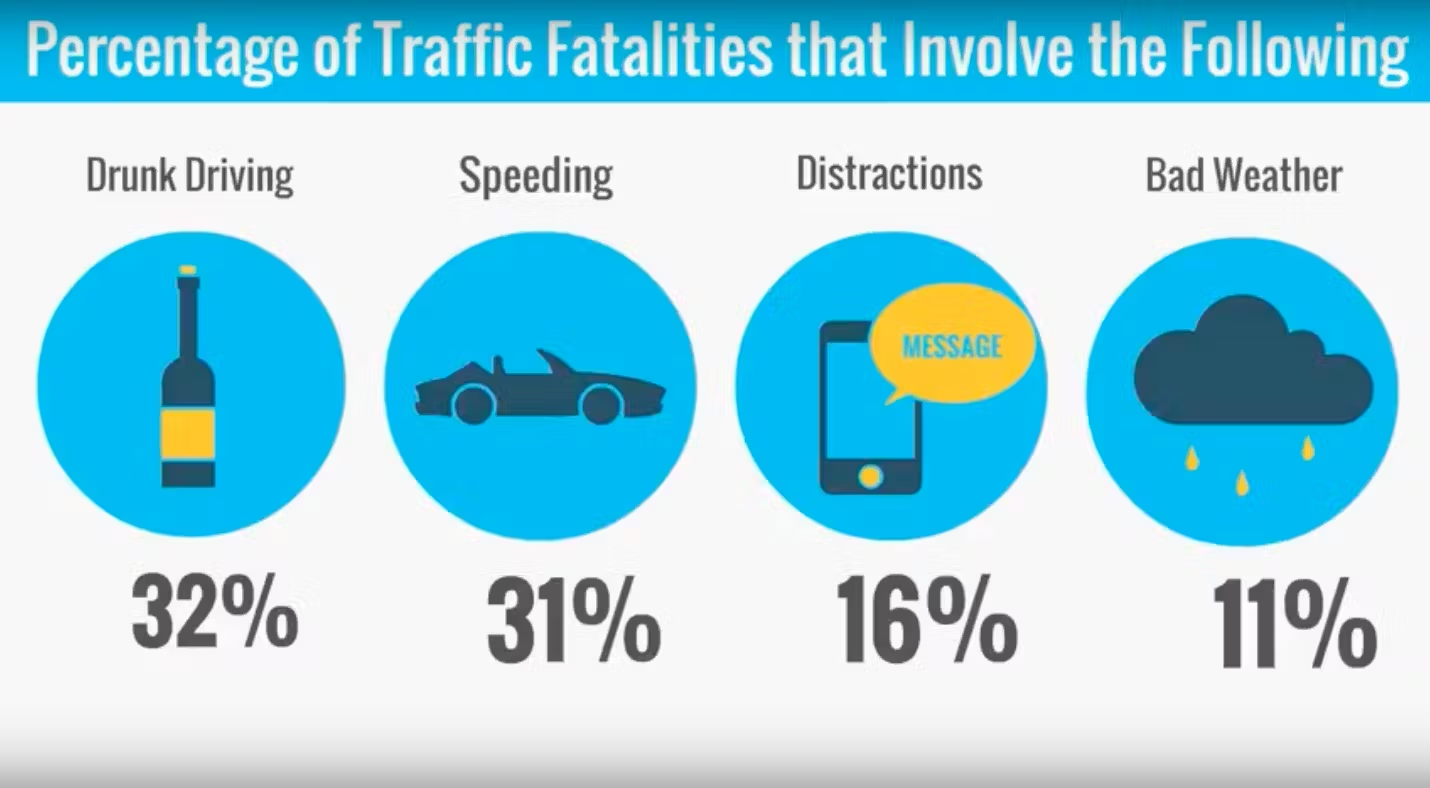 Percentage of Traffic Fatalities that Involve the Following
Drunk Driving
Speeding
Distractions
Bad Weather
MESSAGE
32%
31%
16%
11%